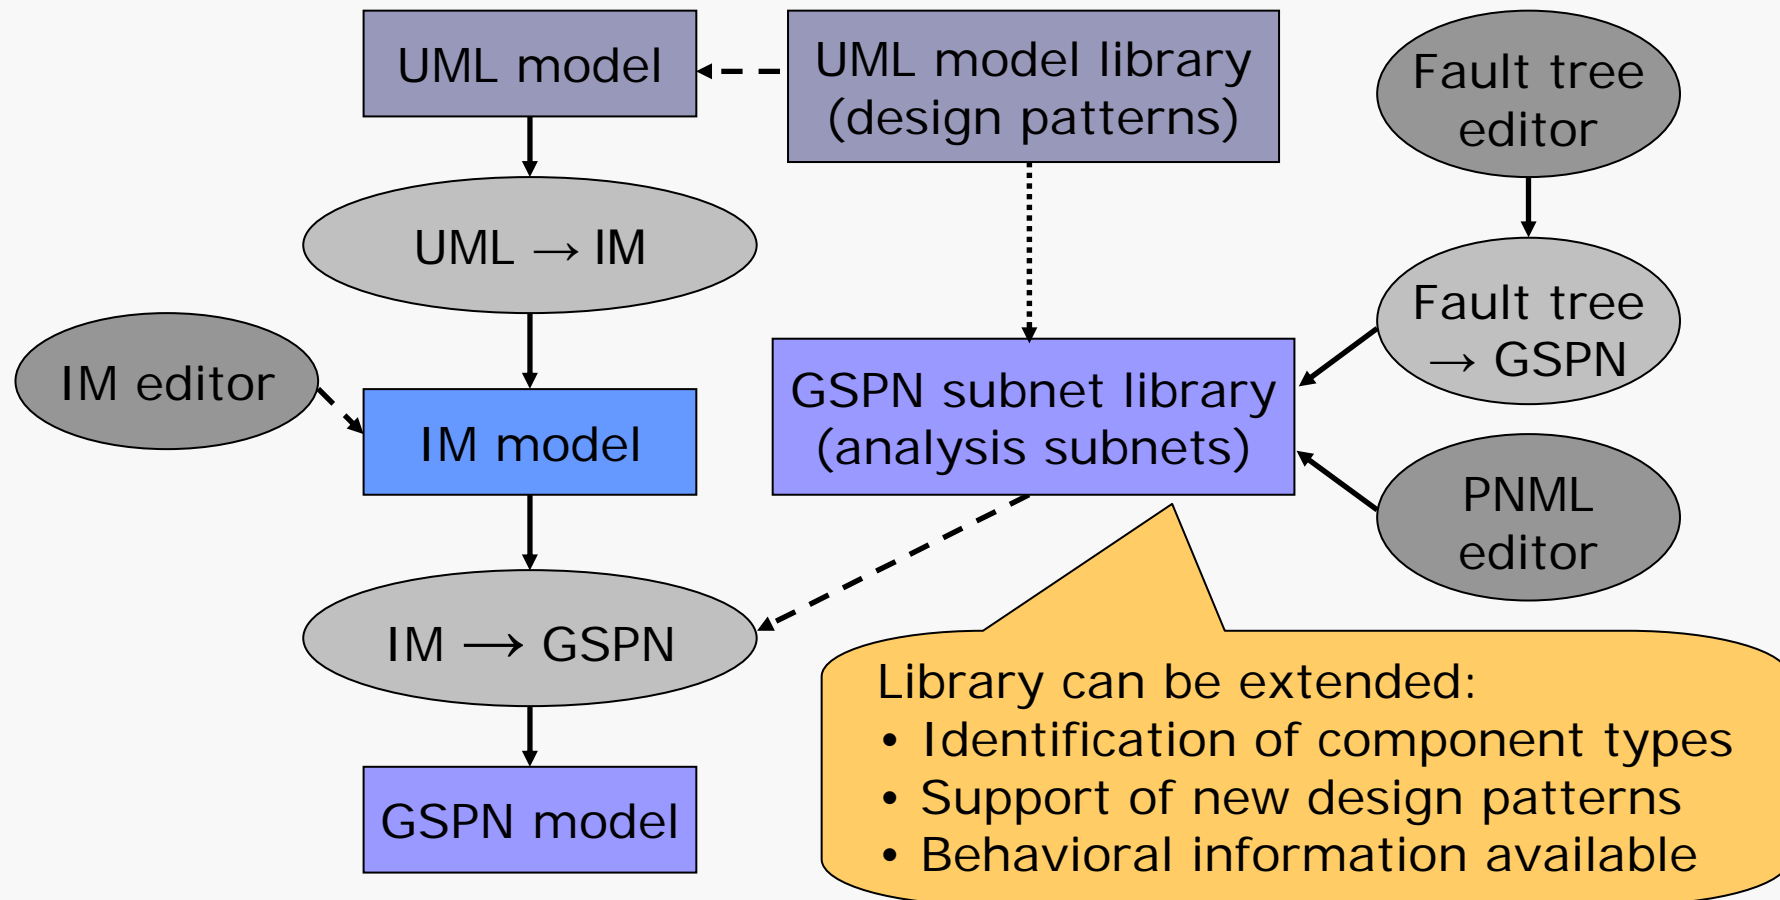 UML model
UML model library
(design patterns)
Fault tree
editor
UML → IM
Fault tree
→ GSPN
IM editor
IM model
GSPN subnet library
(analysis subnets)
PNML
editor
IM → GSPN
GSPN model
Library can be extended:
• Identification of component types
• Support of new design patterns
• Behavioral information available